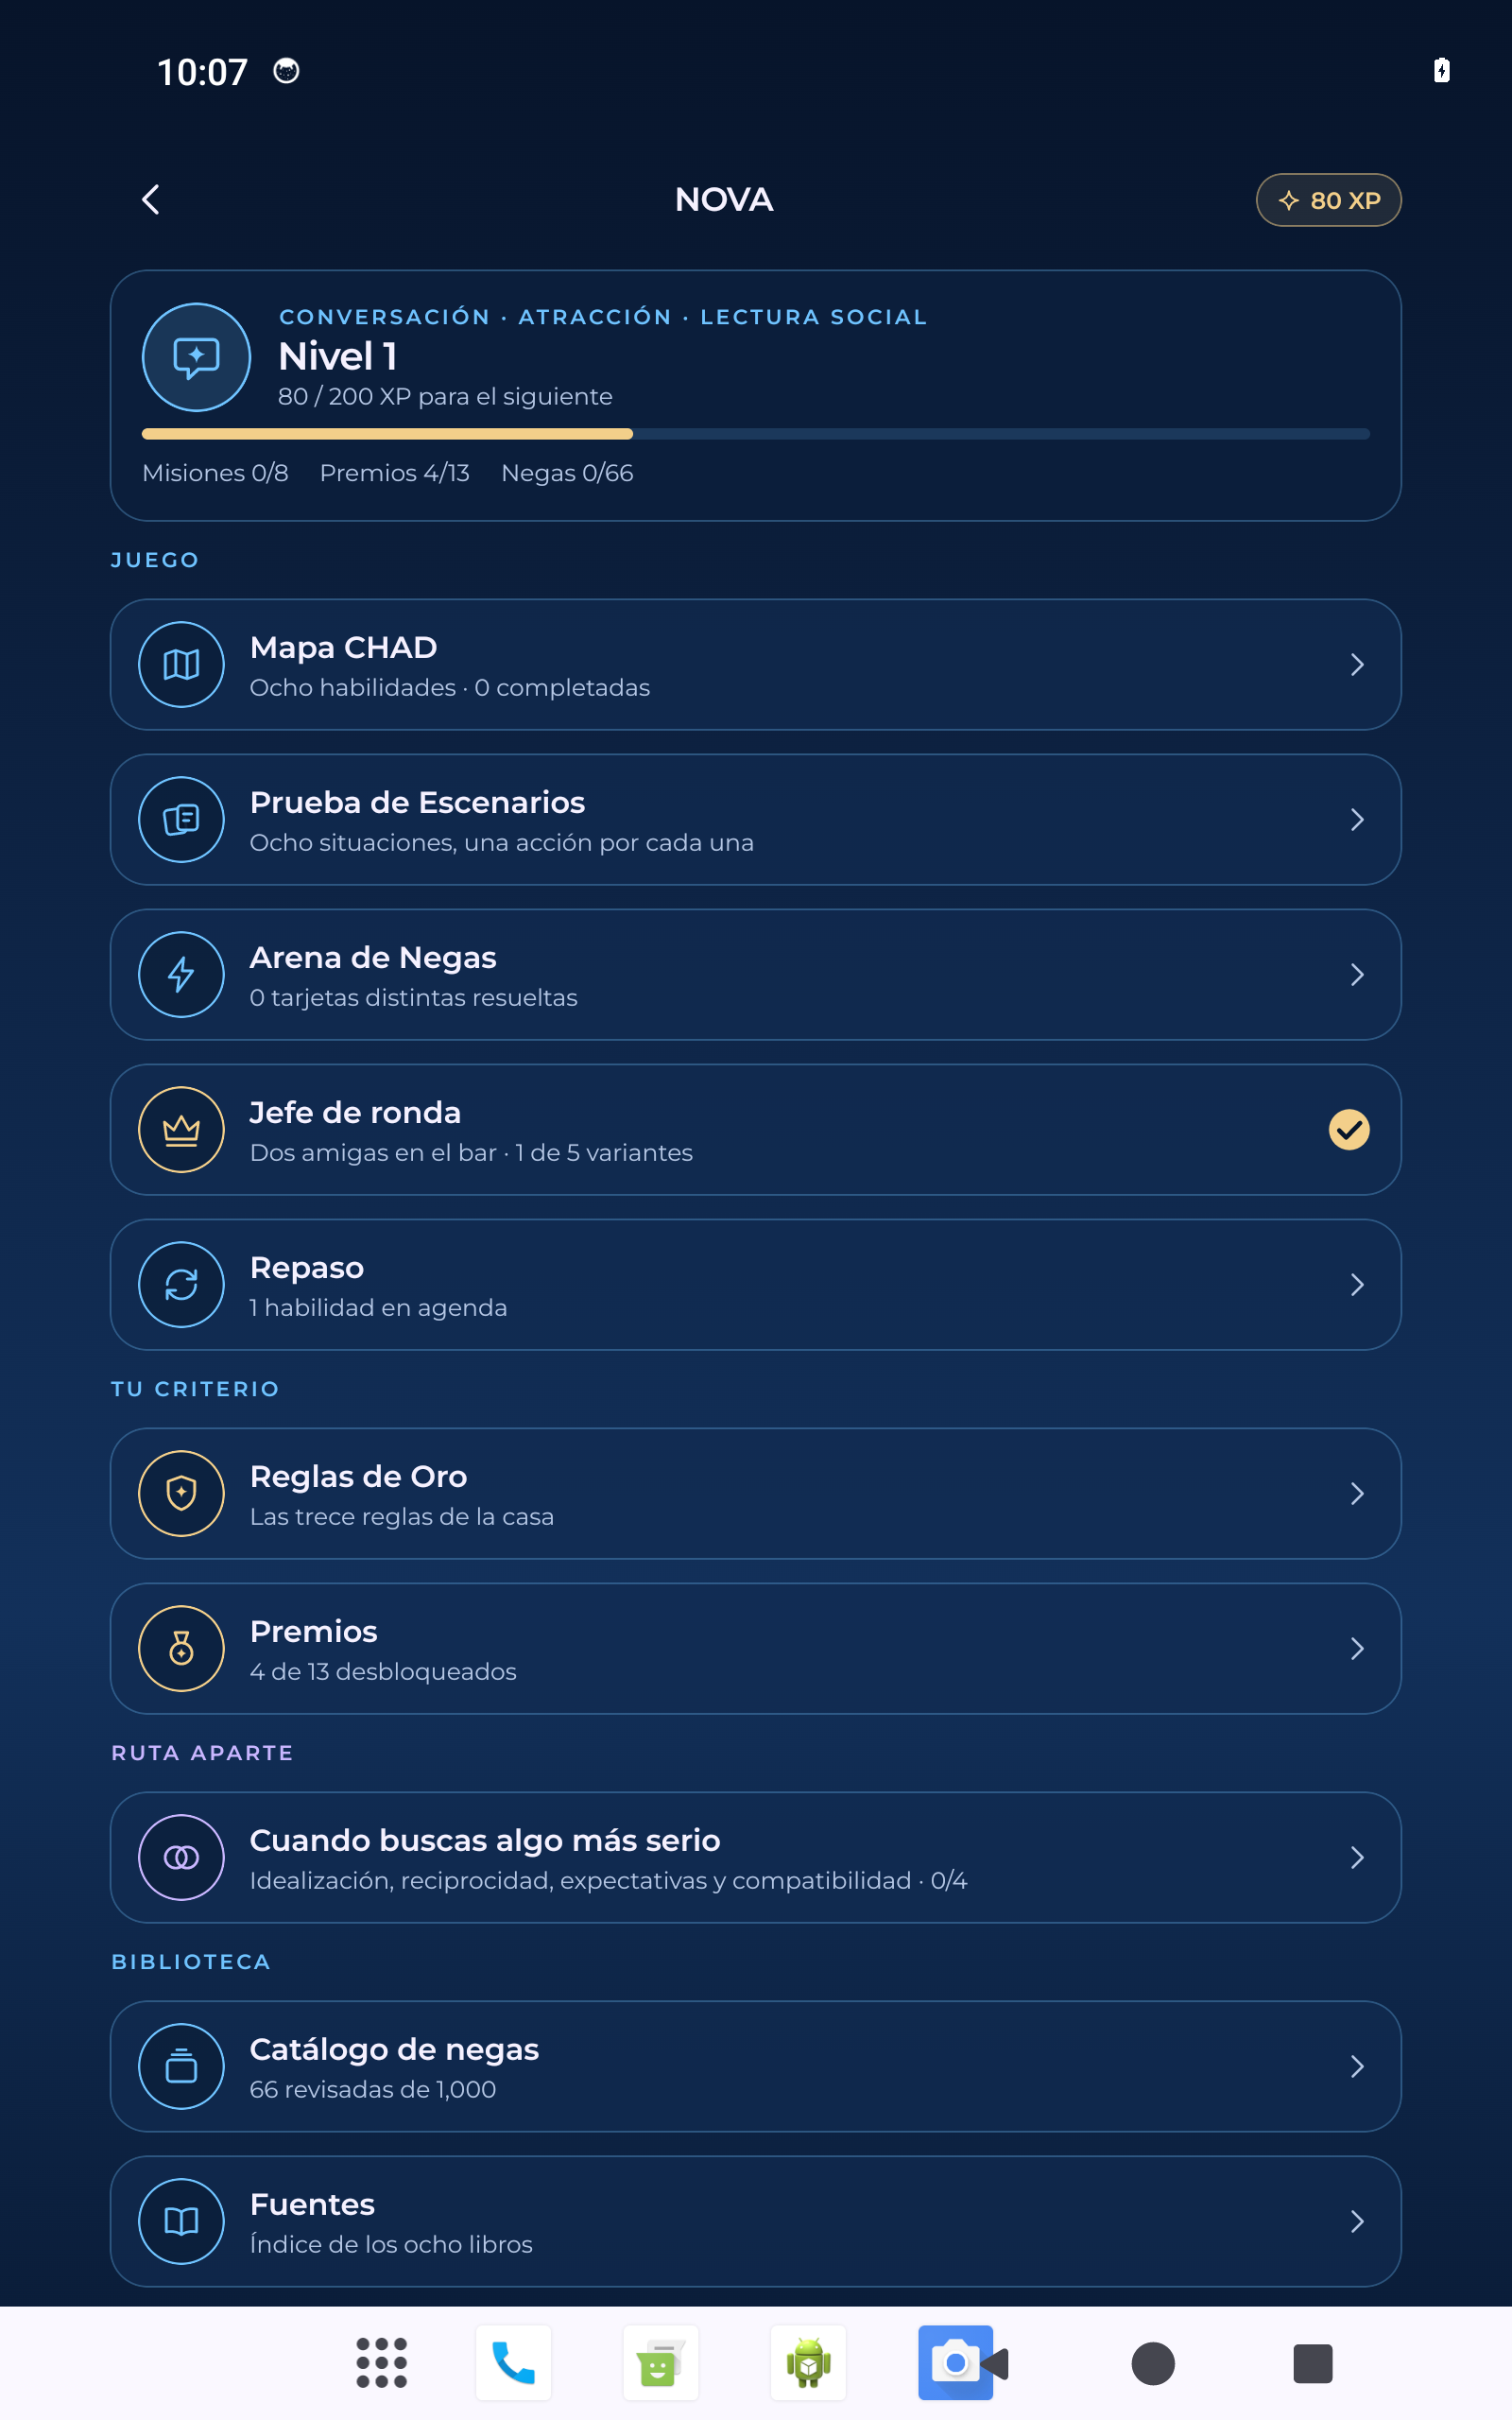 10:07
NOVA
80 XP
CONVERSACIÓN · ATRACCIÓN · LECTURA SOCIAL
Nivel 1
80 / 200 XP para el siguiente
Misiones 0/8 Premios 4/13 Negas 0/66
JUEGO
Mapa CHAD
Ocho habilidades · 0 completadas
Prueba de Escenarios
Ocho situaciones, una acción por cada una
Arena de Negas
0 tarjetas distintas resueltas
Jefe de ronda
Dos amigas en el bar · 1 de 5 variantes
Repaso
1 habilidad en agenda
TU CRITERIO
Reglas de Oro
Las trece reglas de la casa
Premios
4 de 13 desbloqueados
RUTA APARTE
Cuando buscas algo más serio
Idealización, reciprocidad, expectativas y compatibilidad · 0/4
BIBLIOTECA
Catálogo de negas
66 revisadas de 1,000
Fuentes
Índice de los ocho libros